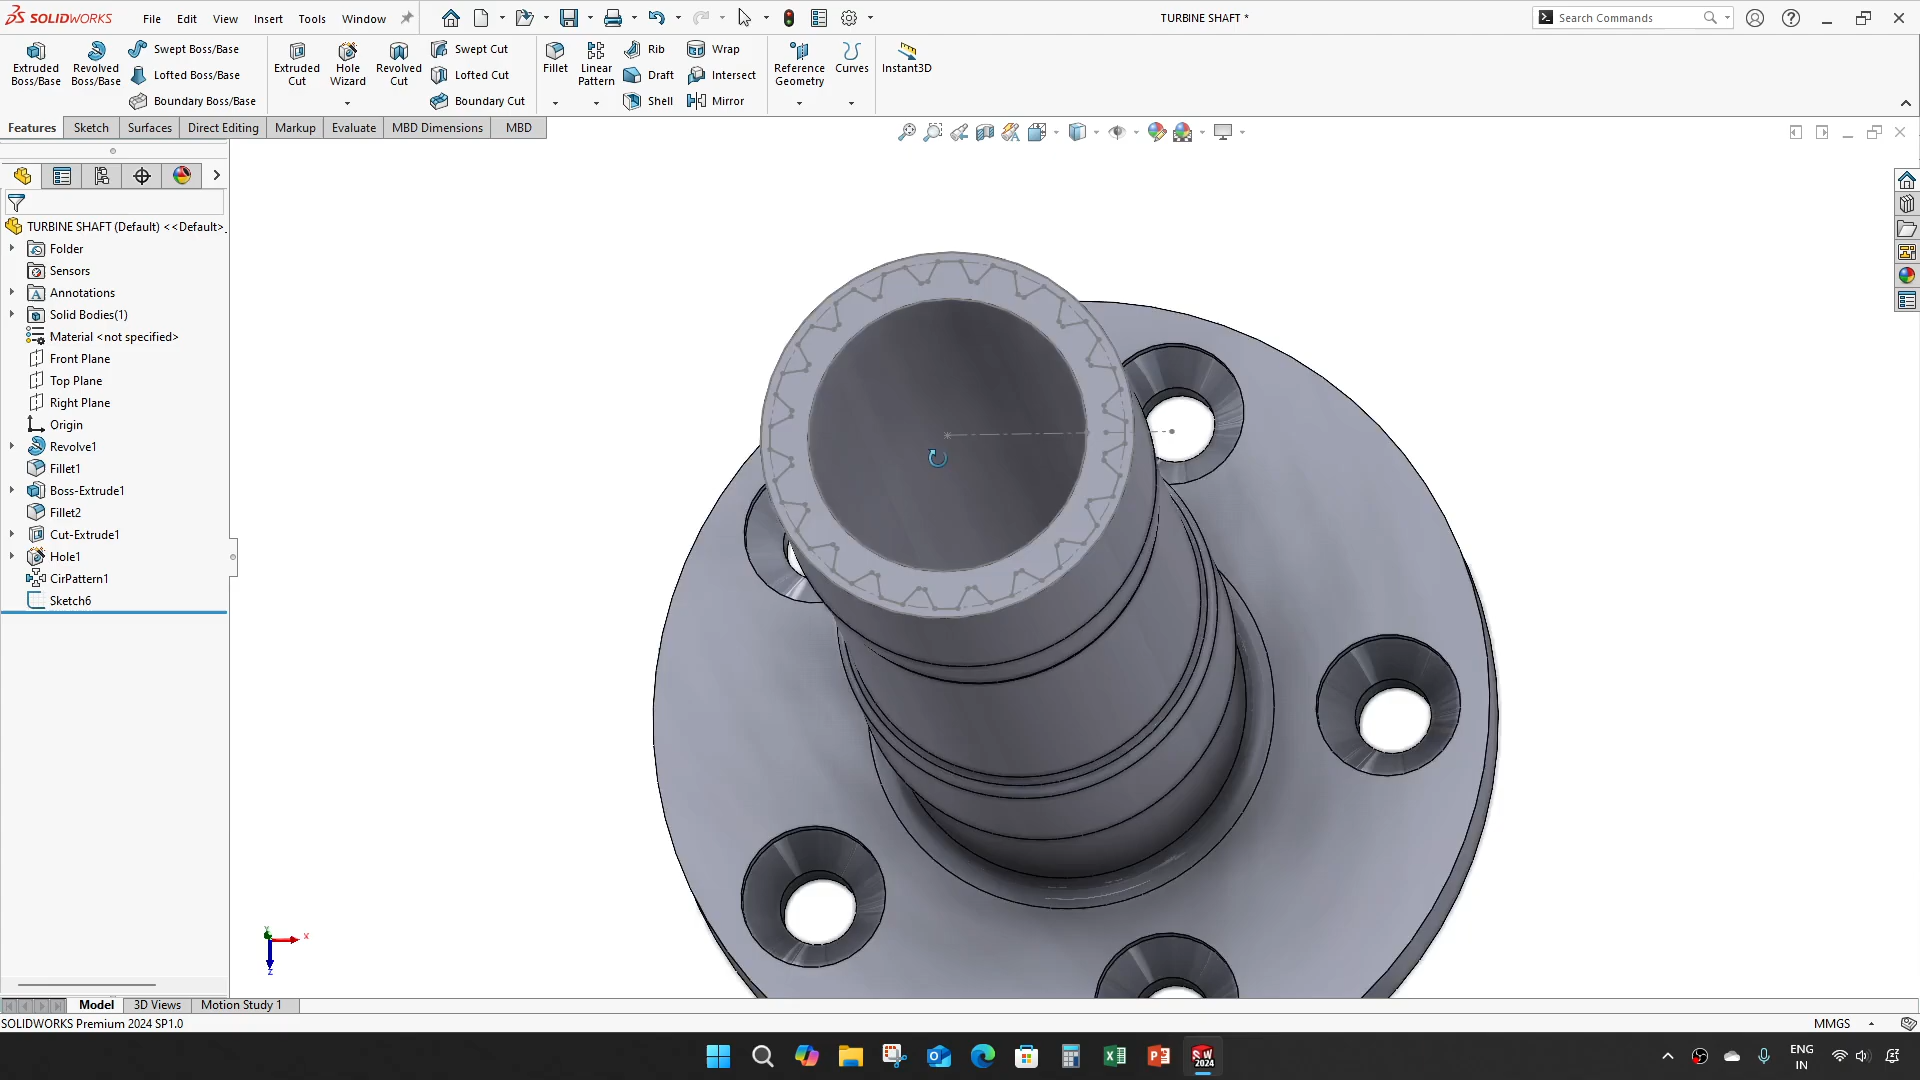 SOLIDWORKS File Edit View Insert Tools Window TURBINE SHAFT * Search Commands
Extruded Boss/Base
Revolved Boss/Base
Swept Boss/Base
Lofted Boss/Base
Boundary Boss/Base
Extruded Cut
Hole Wizard
Revolved Cut
Swept Cut
Lofted Cut
Boundary Cut
Fillet
Linear Pattern
Rib
Draft
Shell
Wrap
Intersect
Mirror
Reference Geometry
Curves
Instant3D
Features Sketch Surfaces Direct Editing Markup Evaluate MBD Dimensions MBD
TURBINE SHAFT (Default) <<Default>_
Folder
Sensors
Annotations
Solid Bodies(1)
Material <not specified>
Front Plane
Top Plane
Right Plane
Origin
Revolve1
Fillet1
Boss-Extrude1
Fillet2
Cut-Extrude1
Hole1
CirPattern1
Sketch6
Y
X
Z
Model 3D Views Motion Study 1
SOLIDWORKS Premium 2024 SP1.0 MMGS
SW 2024
ENG
IN